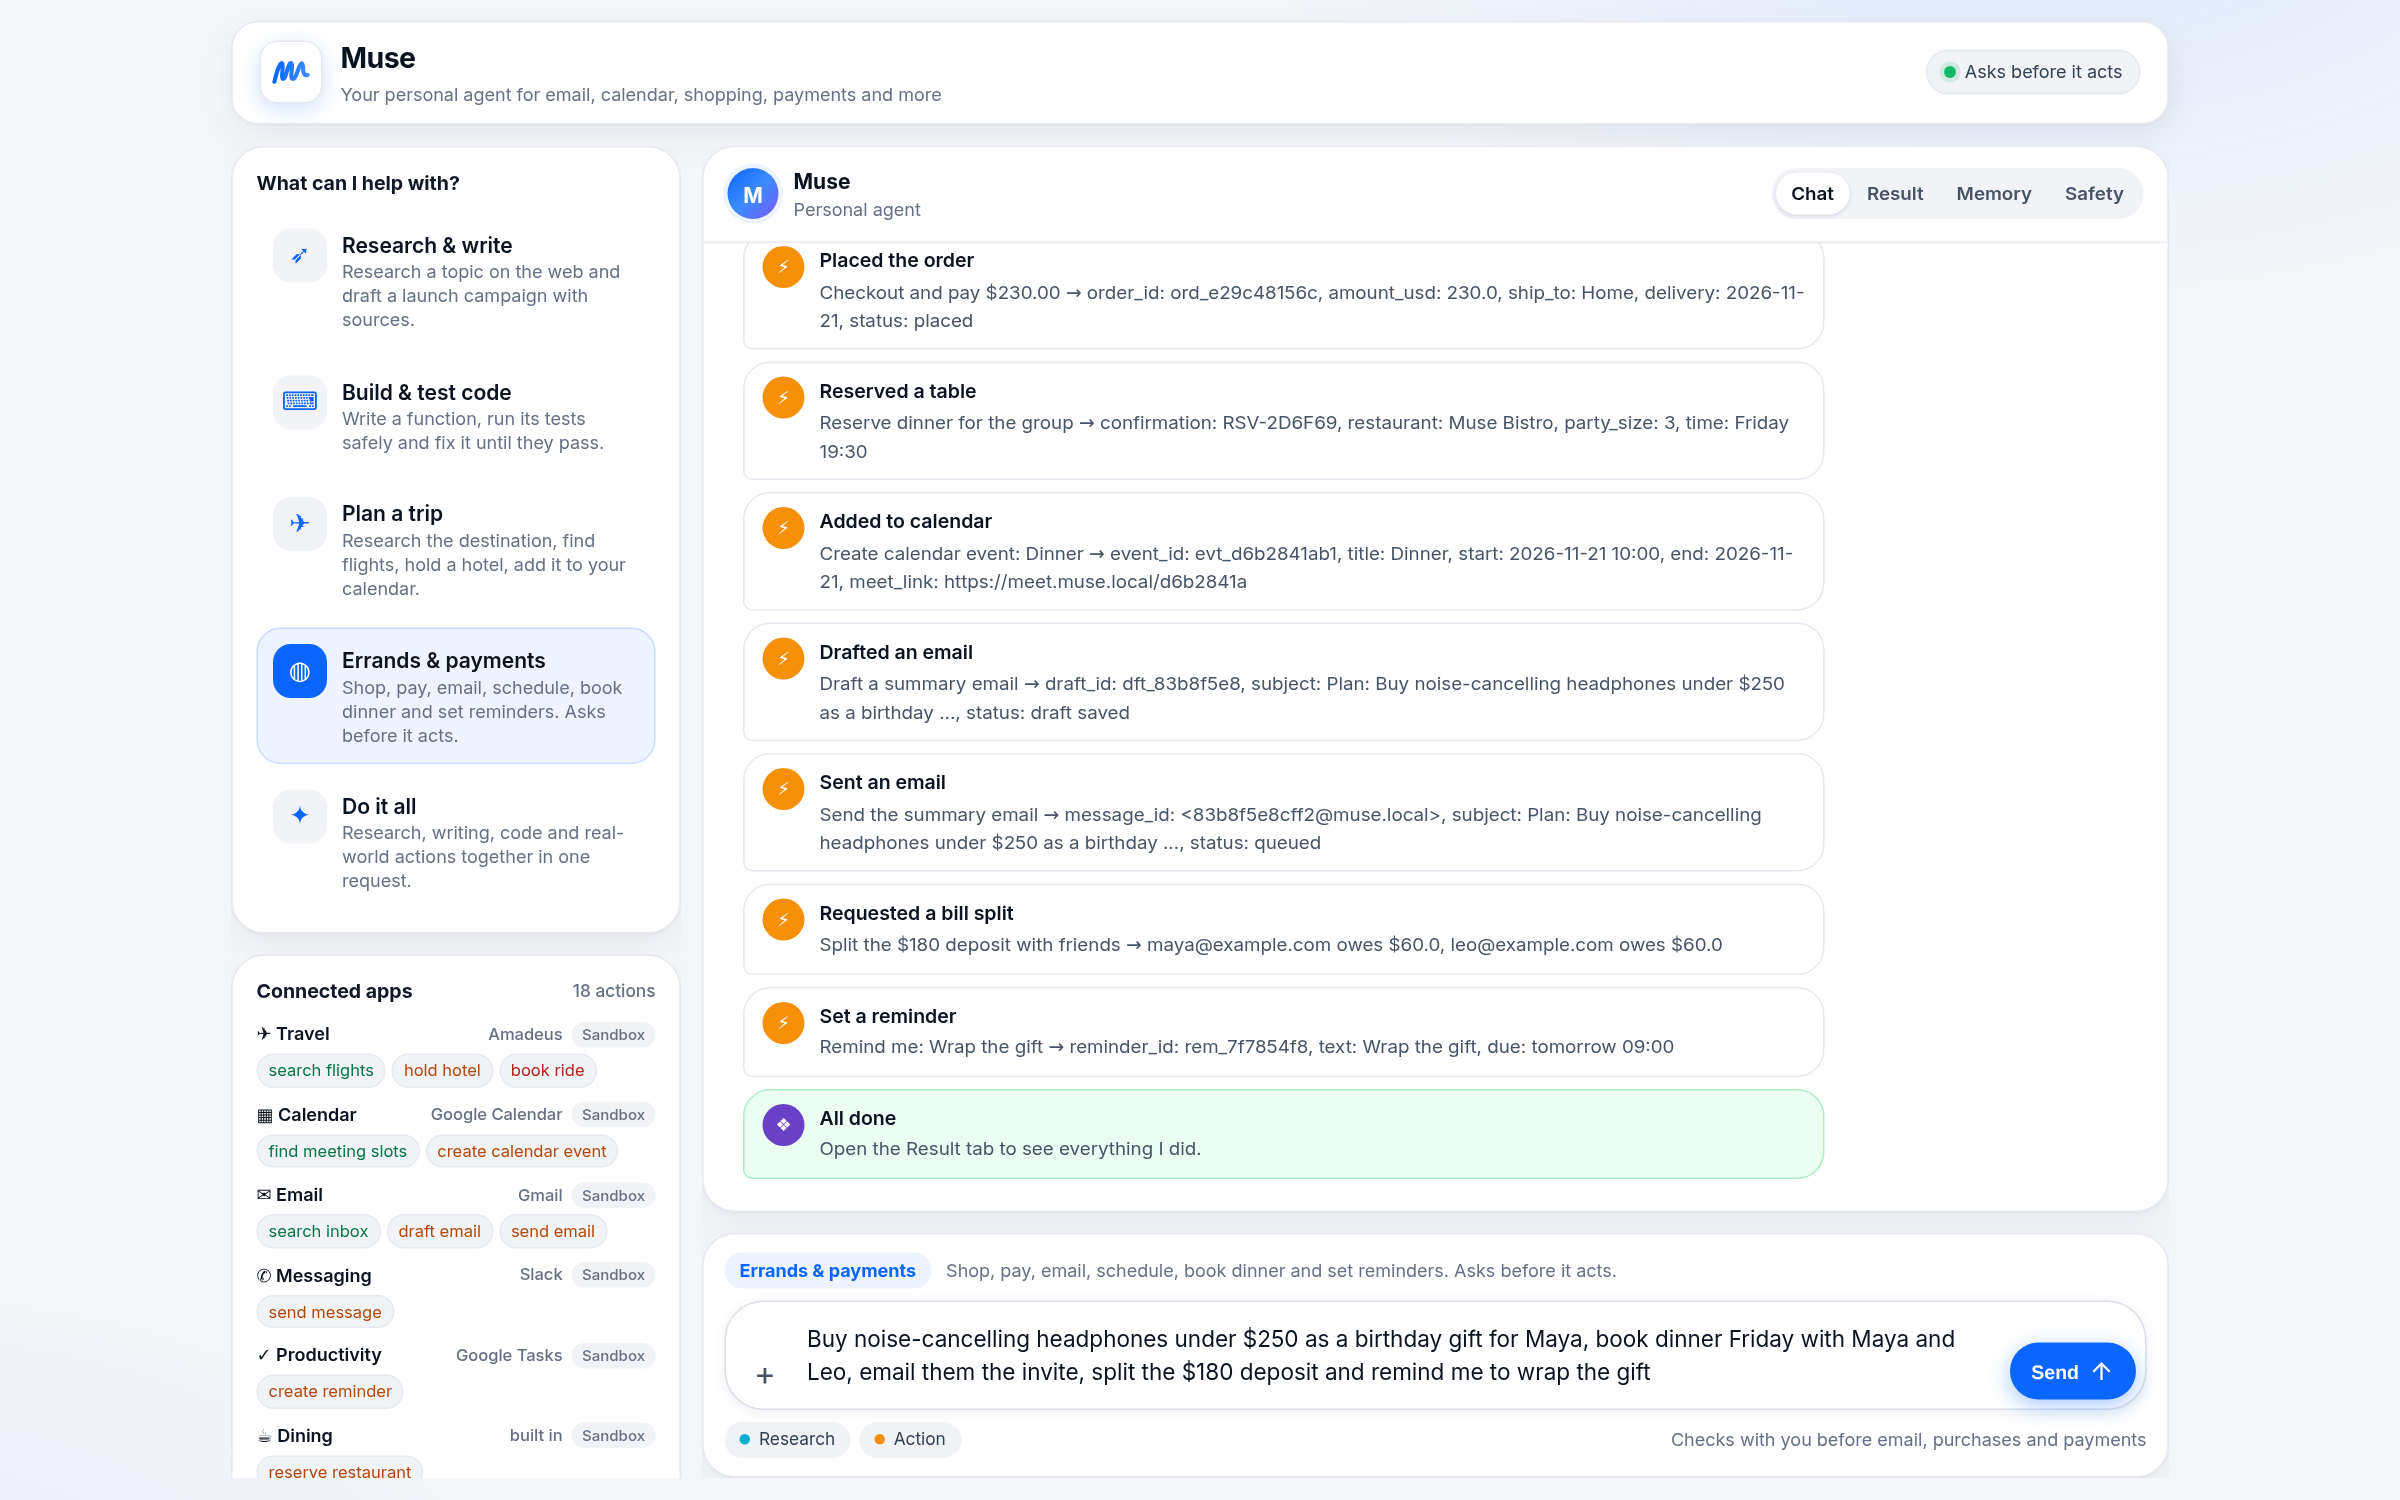 Muse
Your personal agent for email, calendar, shopping, payments and more
Asks before it acts
What can I help with?
Research & write
Research a topic on the web and
draft a launch campaign with
sources.
Build & test code
Write a function, run its tests
safely and fix it until they pass.
Plan a trip
Research the destination, find
flights, hold a hotel, add it to your
calendar.
Errands & payments
Shop, pay, email, schedule, book
dinner and set reminders. Asks
before it acts.
Do it all
Research, writing, code and real-
world actions together in one
request.
Connected apps
18 actions
Travel
Amadeus Sandbox
search flights hold hotel book ride
Calendar
Google Calendar Sandbox
find meeting slots create calendar event
Email
Gmail Sandbox
search inbox draft email send email
Messaging
Slack Sandbox
send message
Productivity
Google Tasks Sandbox
create reminder
Dining
built in Sandbox
reserve restaurant
M
Muse
Personal agent
Chat Result Memory Safety
Placed the order
Checkout and pay $230.00 → order_id: ord_e29c48156c, amount_usd: 230.0, ship_to: Home, delivery: 2026-11-
21, status: placed
Reserved a table
Reserve dinner for the group → confirmation: RSV-2D6F69, restaurant: Muse Bistro, party_size: 3, time: Friday
19:30
Added to calendar
Create calendar event: Dinner → event_id: evt_d6b2841ab1, title: Dinner, start: 2026-11-21 10:00, end: 2026-11-
21, meet_link: https://meet.muse.local/d6b2841a
Drafted an email
Draft a summary email → draft_id: dft_83b8f5e8, subject: Plan: Buy noise-cancelling headphones under $250
as a birthday ..., status: draft saved
Sent an email
Send the summary email → message_id: <83b8f5e8cff2@muse.local>, subject: Plan: Buy noise-cancelling
headphones under $250 as a birthday ..., status: queued
Requested a bill split
Split the $180 deposit with friends → maya@example.com owes $60.0, leo@example.com owes $60.0
Set a reminder
Remind me: Wrap the gift → reminder_id: rem_7f7854f8, text: Wrap the gift, due: tomorrow 09:00
All done
Open the Result tab to see everything I did.
Errands & payments Shop, pay, email, schedule, book dinner and set reminders. Asks before it acts.
+
Buy noise-cancelling headphones under $250 as a birthday gift for Maya, book dinner Friday with Maya and
Leo, email them the invite, split the $180 deposit and remind me to wrap the gift
Send ↑
Research Action
Checks with you before email, purchases and payments